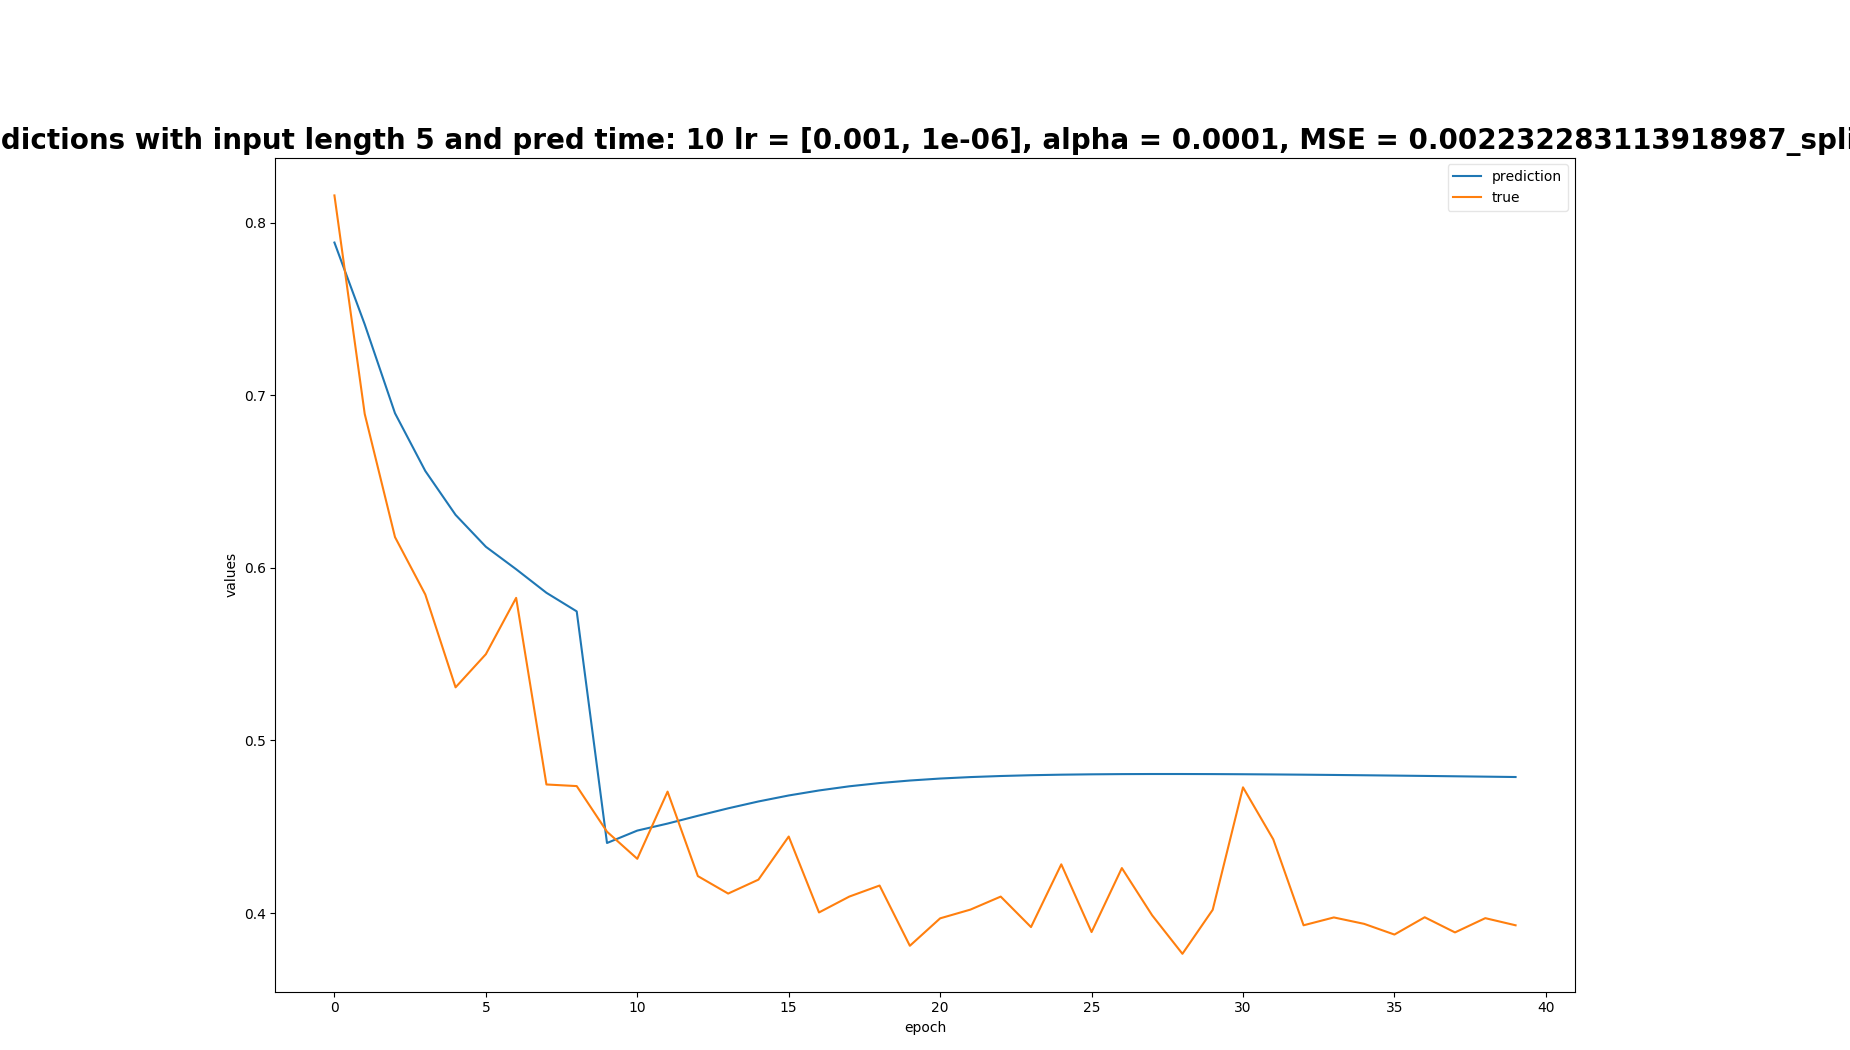 dictions with input length 5 and pred time: 10 lr = [0.001, 1e-06], alpha = 0.0001, MSE = 0.002232283113918987_spli
prediction
true
0.8
0.7
0.6
0.5
0.4
values
0 5 10 15 20 25 30 35 40
epoch